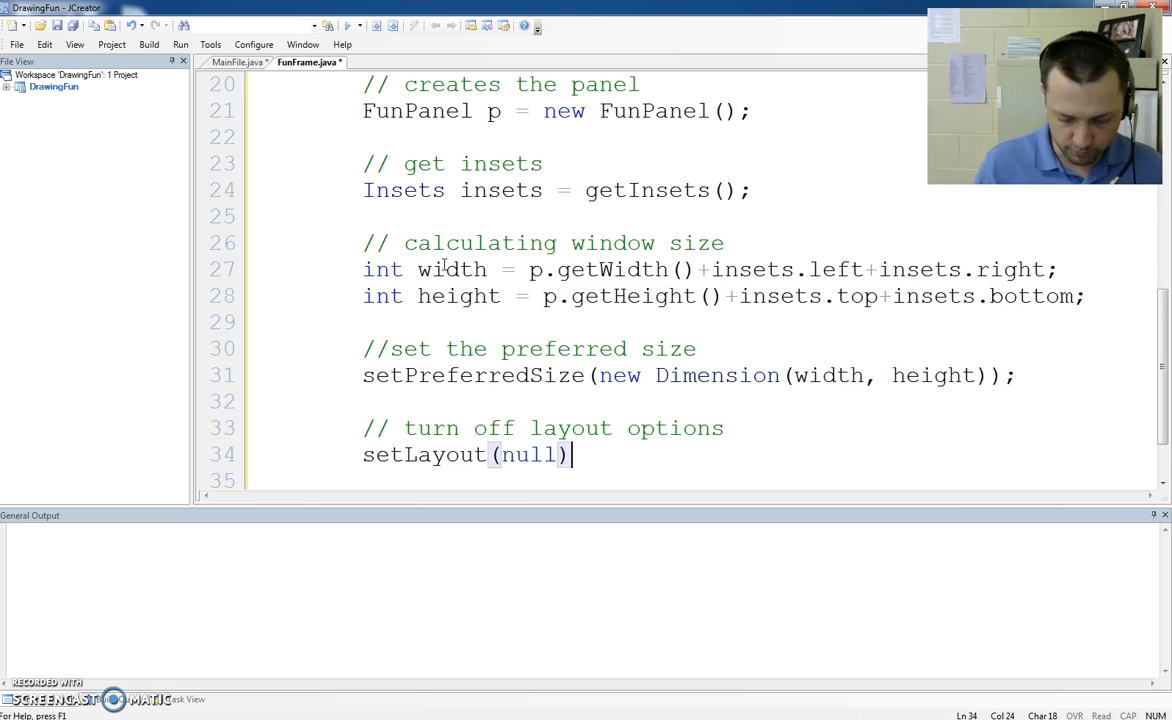 DrawingFun - JCreator
File Edit View Project Build Run Tools Configure Window Help
File View
Workspace 'DrawingFun': 1 Project
DrawingFun
MainFile.java * FunFrame.java *
20 // creates the panel
21 FunPanel p = new FunPanel();
22
23 // get insets
24 Insets insets = getInsets();
25
26 // calculating window size
27 int width = p.getWidth()+insets.left+insets.right;
28 int height = p.getHeight()+insets.top+insets.bottom;
29
30 //set the preferred size
31 setPreferredSize(new Dimension(width, height));
32
33 // turn off layout options
34 setLayout(null)
35
General Output
RECORDED WITH
SCREENCAST MATIC
Task View
For Help, press F1
Ln 34 Col 24 Char 18 OVR Read CAP NUM